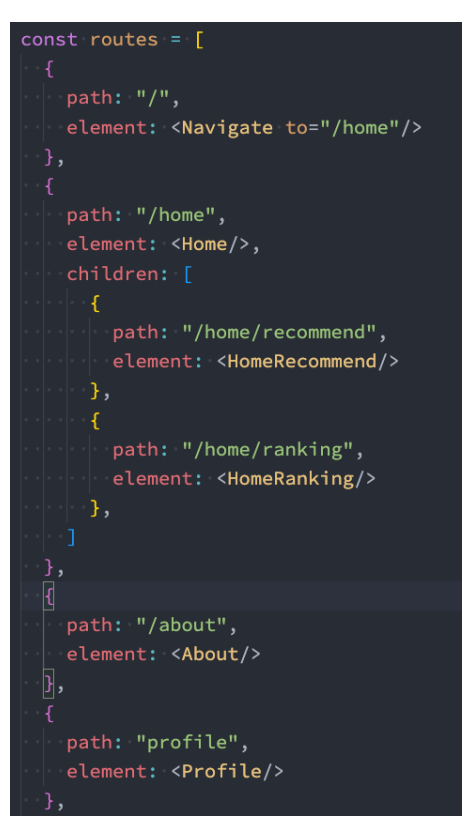 const routes = [
  {
    path: "/",
    element: <Navigate to="/home"/>
  },
  {
    path: "/home",
    element: <Home/>,
    children: [
      {
        path: "/home/recommend",
        element: <HomeRecommend/>
      },
      {
        path: "/home/ranking",
        element: <HomeRanking/>
      },
    ]
  },
  {
    path: "/about",
    element: <About/>
  },
  {
    path: "profile",
    element: <Profile/>
  },